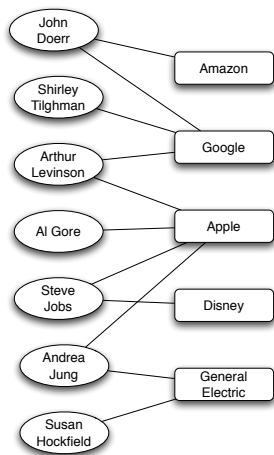 John
Doerr
Amazon
Shirley
Tilghman
Google
Arthur
Levinson
Al Gore
Apple
Steve
Jobs
Disney
Andrea
Jung
General
Electric
Susan
Hockfield